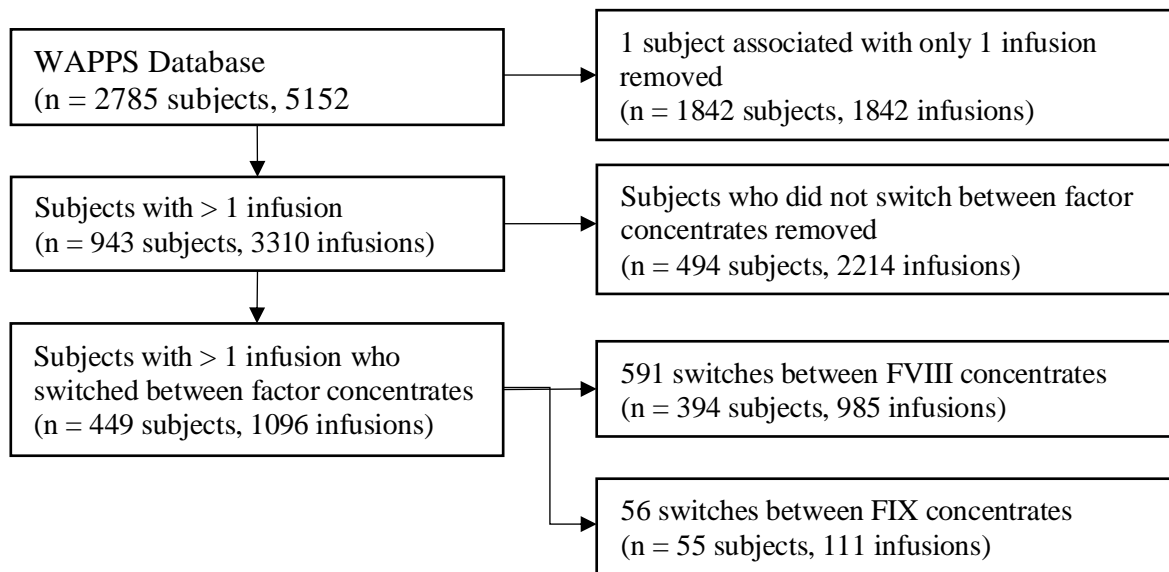 WAPPS Database
(n = 2785 subjects, 5152
1 subject associated with only 1 infusion
removed
(n = 1842 subjects, 1842 infusions)
Subjects with > 1 infusion
(n = 943 subjects, 3310 infusions)
Subjects who did not switch between factor
concentrates removed
(n = 494 subjects, 2214 infusions)
Subjects with > 1 infusion who
switched between factor concentrates
(n = 449 subjects, 1096 infusions)
591 switches between FVIII concentrates
(n = 394 subjects, 985 infusions)
56 switches between FIX concentrates
(n = 55 subjects, 111 infusions)